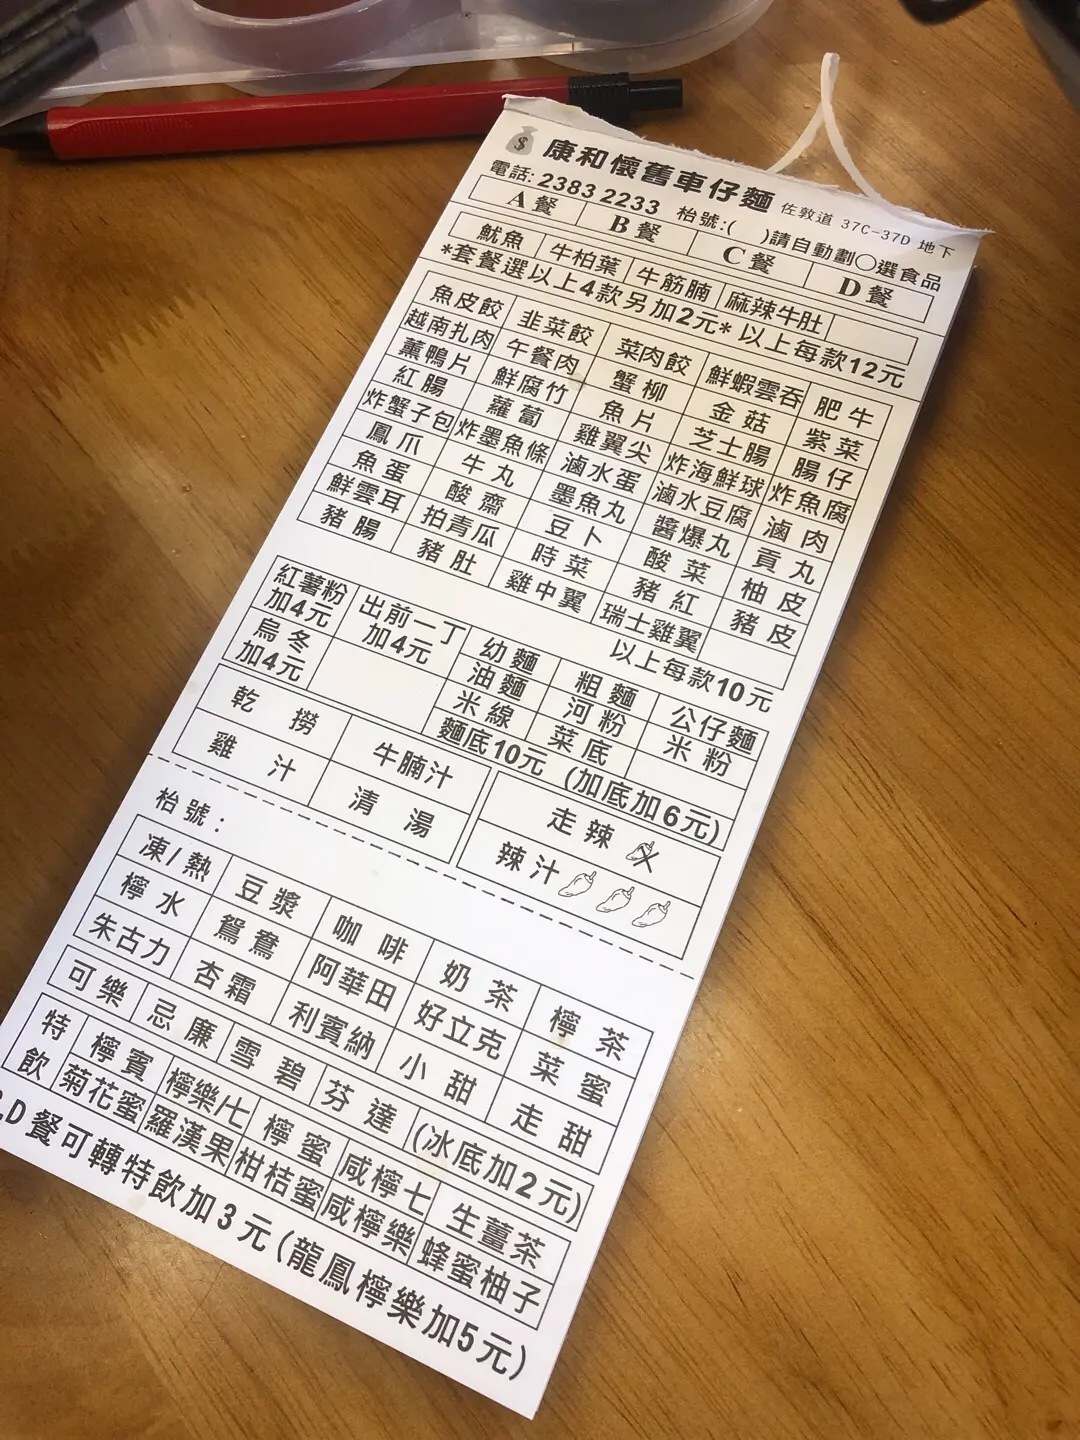 康和懷舊車仔麵 佐敦道 37C-37D 地下
電話: 2383 2233 枱號:( )請自動劃○選食品
A 餐 B 餐 C 餐 D 餐
魷魚 牛柏葉 牛筋腩 麻辣牛肚
*套餐選以上4款另加2元* 以上每款12元
魚皮餃 韭菜餃 菜肉餃 鮮蝦雲吞 肥牛
越南扎肉 午餐肉 蟹柳 金菇 紫菜
薰鴨片 鮮腐竹 魚片 芝士腸 腸仔
紅腸 蘿蔔 雞翼尖 炸海鮮球 炸魚腐
炸蟹子包 炸墨魚條 滷水蛋 滷水豆腐 滷肉
鳳爪 牛丸 墨魚丸 醬爆丸 貢丸
魚蛋 酸齋 豆卜 酸菜 柚皮
鮮雲耳 拍青瓜 時菜 豬紅 豬皮
豬腸 豬肚 雞中翼 瑞士雞翼
以上每款10元
紅薯粉 加4元 出前一丁 加4元 幼麵 粗麵 公仔麵
烏冬 加4元 油麵 河粉 米粉
米線 菜底
麵底10元 (加底加6元)
乾撈 牛腩汁 走辣
雞汁 清湯 辣汁
枱號:
凍/熱 豆漿 咖啡 奶茶 檸茶
檸水 鴛鴦 阿華田 好立克 菜蜜
朱古力 杏霜 利賓納 小甜 走甜
可樂 忌廉 雪碧 芬達 (冰底加2元)
特飲 檸賓 檸樂/七 檸蜜 咸檸七 生薑茶
菊花蜜 羅漢果 柑桔蜜 咸檸樂 蜂蜜柚子
,D餐可轉特飲加3元(龍鳳檸樂加5元)